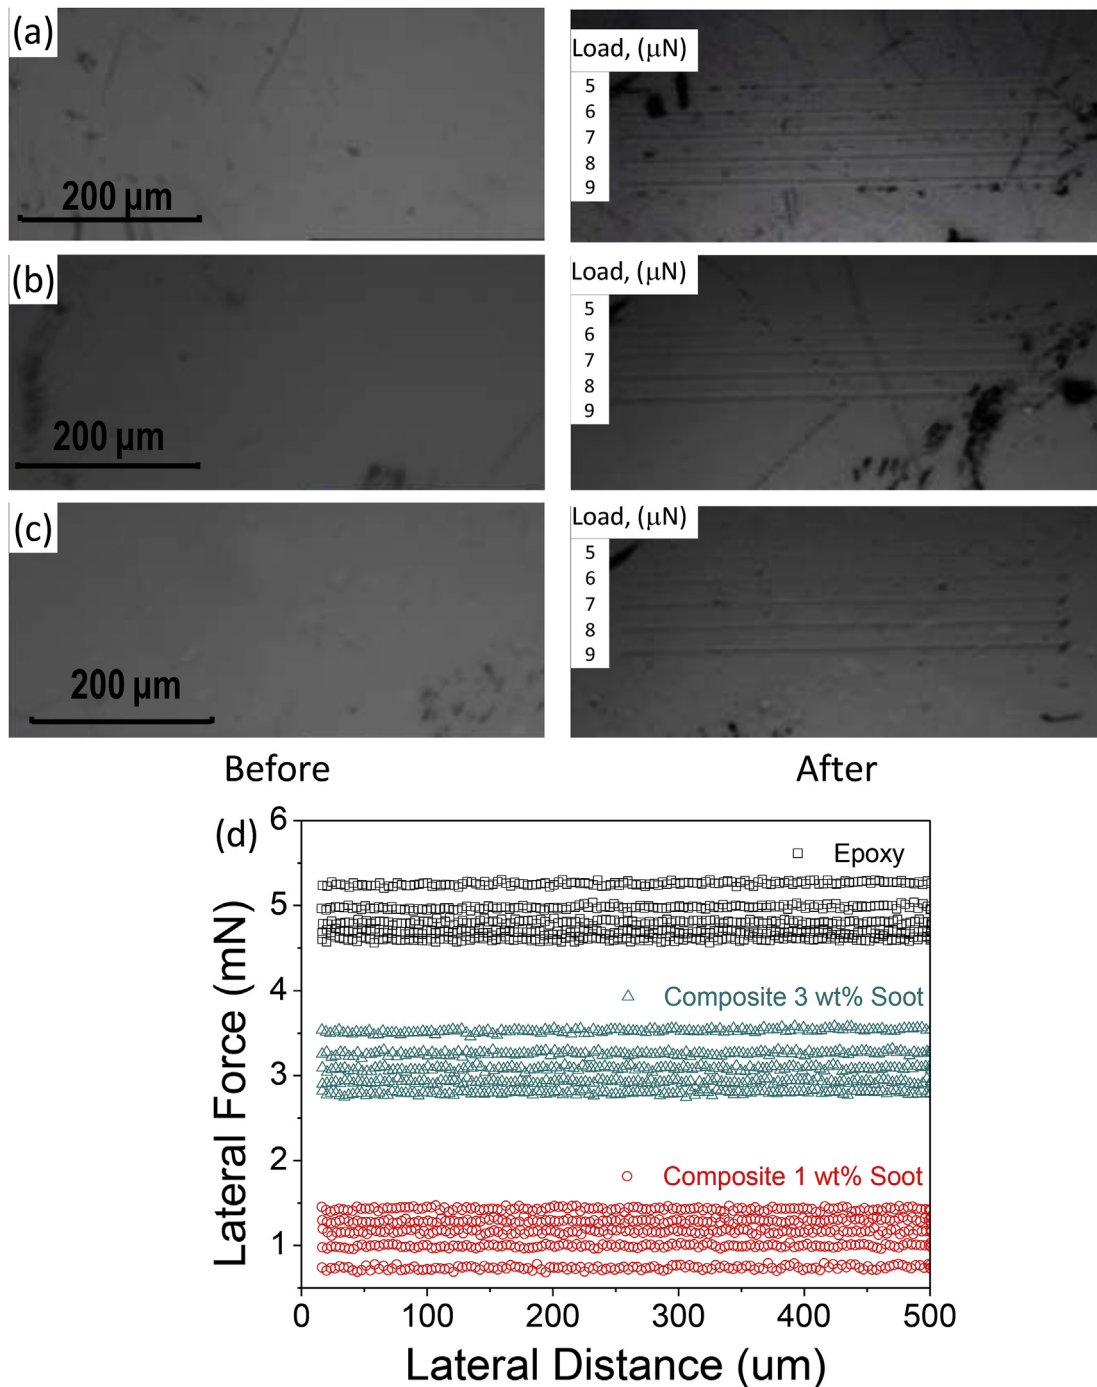 (a)
200 µm
Load, (µN)
5
6
7
8
9
(b)
200 µm
Load, (µN)
5
6
7
8
9
(c)
200 µm
Load, (µN)
5
6
7
8
9
Before
After
(d)
6
5
4
3
2
1
Lateral Force (mN)
Epoxy
Composite 3 wt% Soot
Composite 1 wt% Soot
0 100 200 300 400 500
Lateral Distance (um)